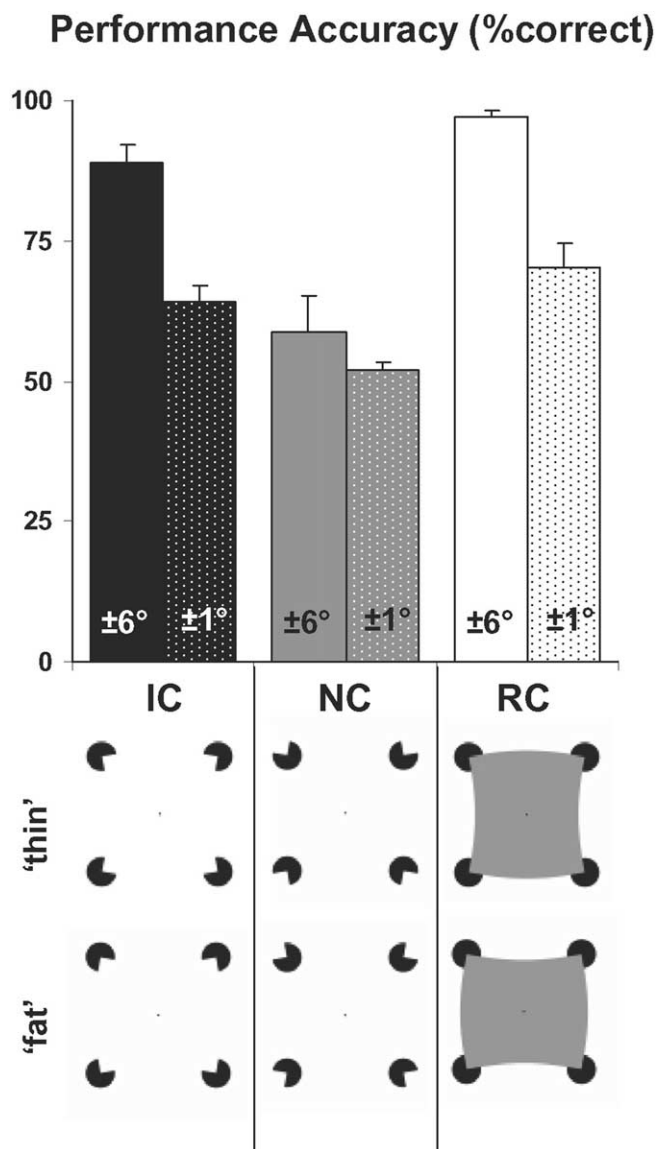 Performance Accuracy (%correct)
100
75
50
25
0
±6° ±1° ±6° ±1° ±6° ±1°
IC NC RC
'thin'
'fat'